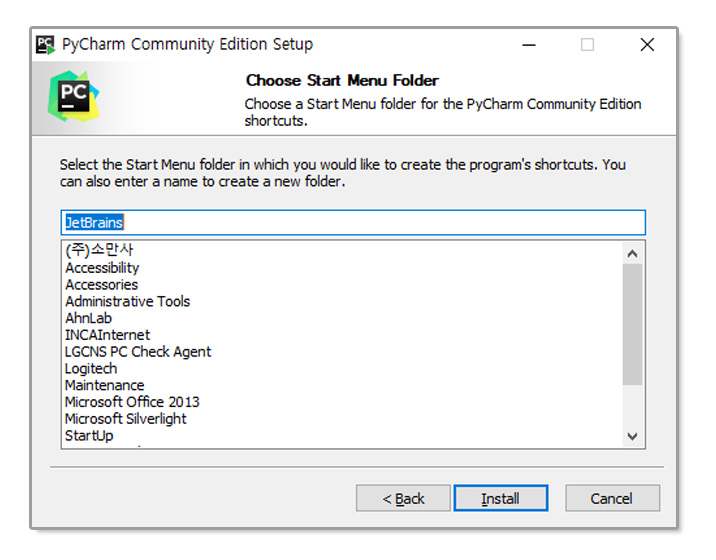 PyCharm Community Edition Setup
PC
Choose Start Menu Folder
Choose a Start Menu folder for the PyCharm Community Edition
shortcuts.
Select the Start Menu folder in which you would like to create the program's shortcuts. You
can also enter a name to create a new folder.
JetBrains
(주)소만사
Accessibility
Accessories
Administrative Tools
AhnLab
INCAInternet
LGCNS PC Check Agent
Logitech
Maintenance
Microsoft Office 2013
Microsoft Silverlight
StartUp
< Back
Install
Cancel